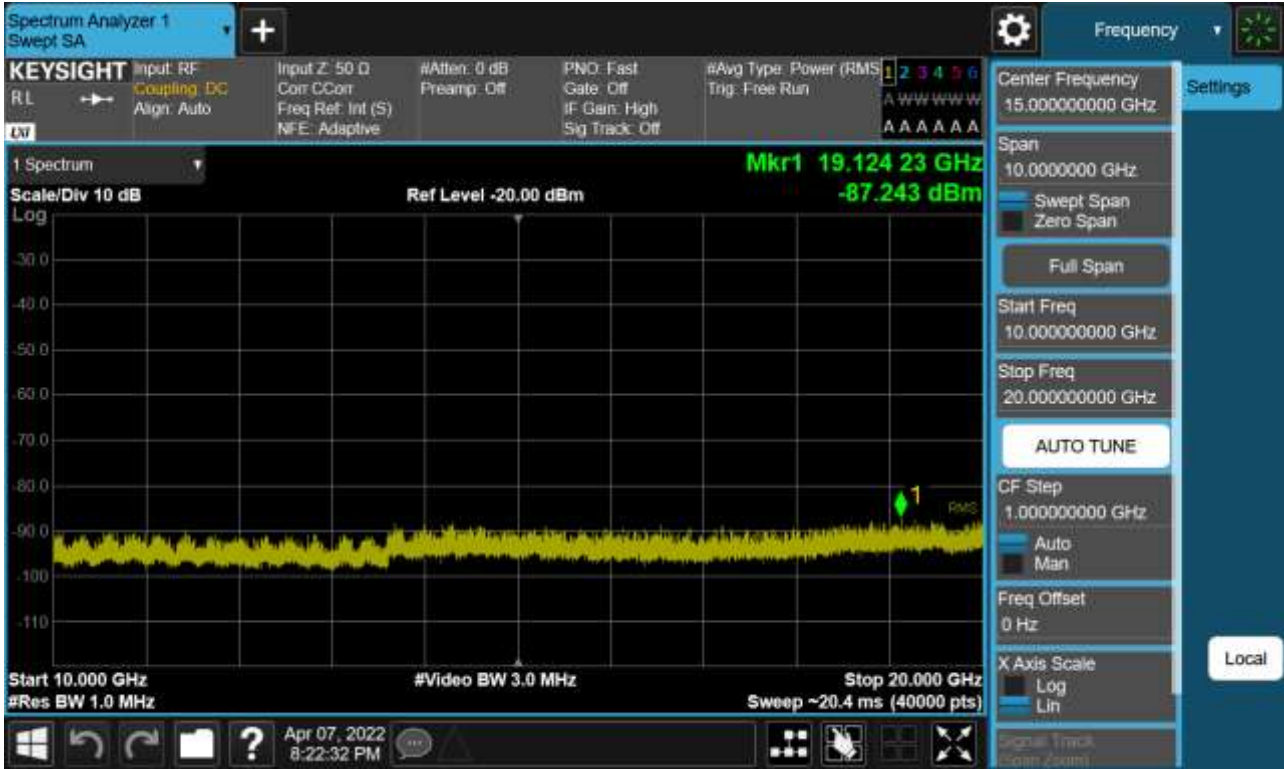 Spectrum Analyzer 1
Swept SA
+
Frequency
KEYSIGHT
RL
LXI
Input: RF
Coupling: DC
Align: Auto
Input Z: 50 Ω
Corr CCorr
Freq Ref: Int (S)
NFE: Adaptive
#Atten: 0 dB
Preamp: Off
PNO: Fast
Gate: Off
IF Gain: High
Sig Track: Off
#Avg Type: Power (RMS
Trig: Free Run
1 2 3 4 5 6
A W W W W W
A A A A A A
1 Spectrum
Scale/Div 10 dB
Log
Ref Level -20.00 dBm
Mkr1 19.124 23 GHz
-87.243 dBm
-30.0
-40.0
-50.0
-60.0
-70.0
-80.0
1
RMS
-90.0
-100
-110
Start 10.000 GHz
#Res BW 1.0 MHz
#Video BW 3.0 MHz
Stop 20.000 GHz
Sweep ~20.4 ms (40000 pts)
Center Frequency
15.000000000 GHz
Span
10.0000000 GHz
Swept Span
Zero Span
Full Span
Start Freq
10.000000000 GHz
Stop Freq
20.000000000 GHz
AUTO TUNE
CF Step
1.000000000 GHz
Auto
Man
Freq Offset
0 Hz
X Axis Scale
Log
Lin
Signal Track
(Span Zoom)
Settings
Local
?
Apr 07, 2022
8:22:32 PM